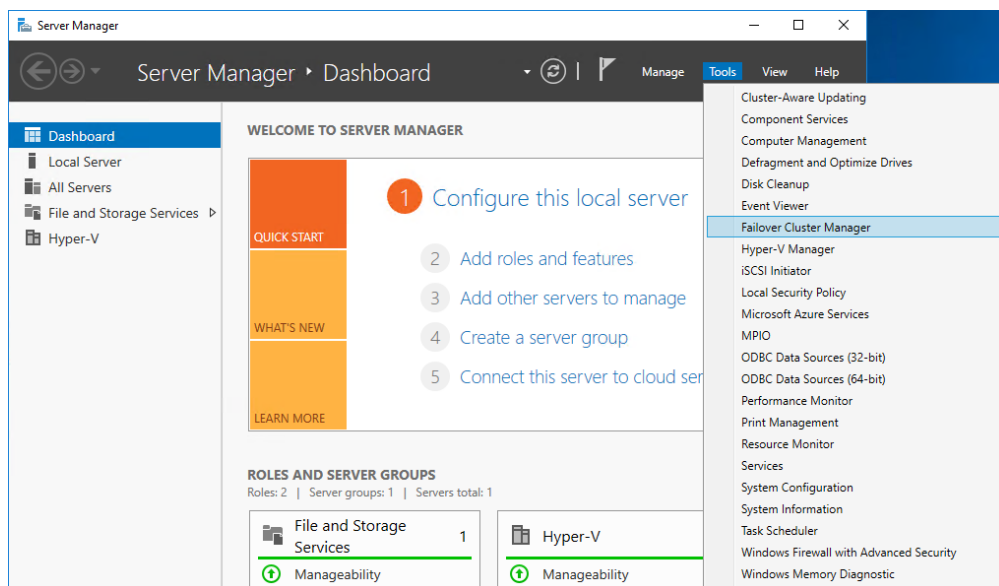 Server Manager
Server Manager ‣ Dashboard
Manage Tools View Help
Dashboard
Local Server
All Servers
File and Storage Services
Hyper-V
WELCOME TO SERVER MANAGER
QUICK START
WHAT'S NEW
LEARN MORE
1 Configure this local server
2 Add roles and features
3 Add other servers to manage
4 Create a server group
5 Connect this server to cloud ser
ROLES AND SERVER GROUPS
Roles: 2 | Server groups: 1 | Servers total: 1
File and Storage
Services 1
Manageability
Hyper-V
Manageability
Cluster-Aware Updating
Component Services
Computer Management
Defragment and Optimize Drives
Disk Cleanup
Event Viewer
Failover Cluster Manager
Hyper-V Manager
iSCSI Initiator
Local Security Policy
Microsoft Azure Services
MPIO
ODBC Data Sources (32-bit)
ODBC Data Sources (64-bit)
Performance Monitor
Print Management
Resource Monitor
Services
System Configuration
System Information
Task Scheduler
Windows Firewall with Advanced Security
Windows Memory Diagnostic